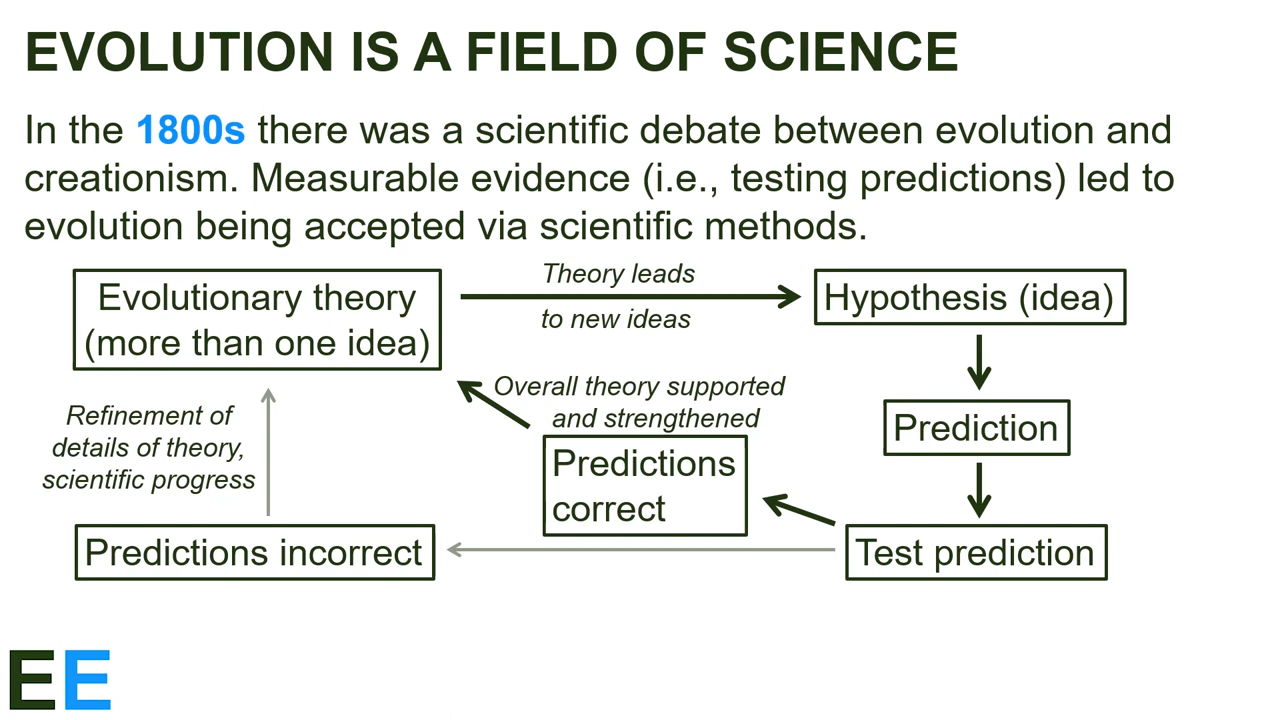 EVOLUTION IS A FIELD OF SCIENCE
In the 1800s there was a scientific debate between evolution and
creationism. Measurable evidence (i.e., testing predictions) led to
evolution being accepted via scientific methods.
Evolutionary theory
(more than one idea)
Theory leads
to new ideas
Hypothesis (idea)
Prediction
Test prediction
Overall theory supported
and strengthened
Predictions
correct
Refinement of
details of theory,
scientific progress
Predictions incorrect
EE